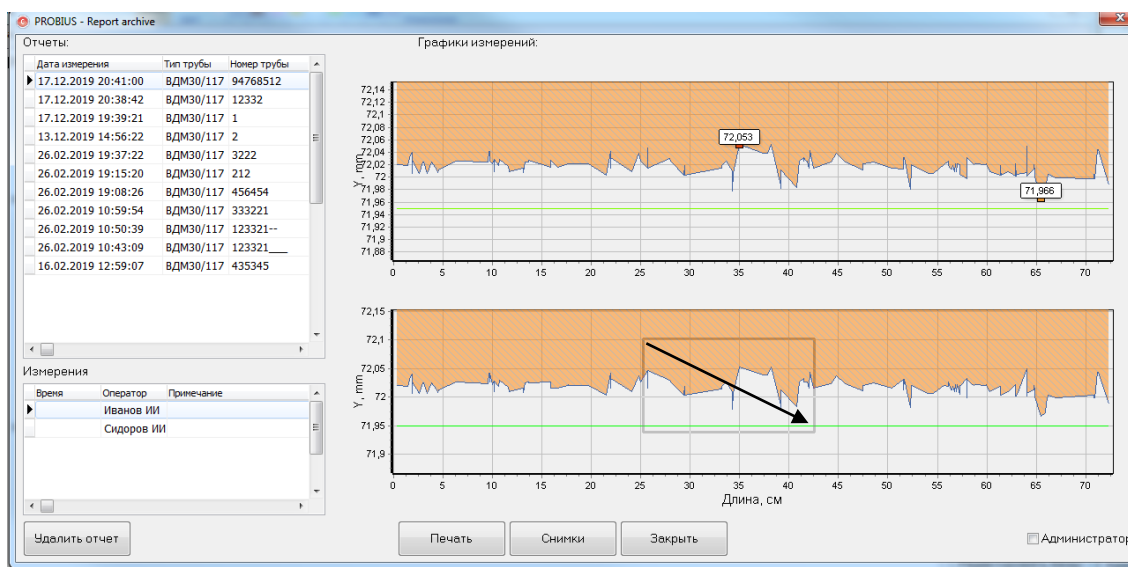 PROBIUS - Report archive
Отчеты:
Дата измерения Тип трубы Номер трубы
17.12.2019 20:41:00 ВДМ30/117 94768512
17.12.2019 20:38:42 ВДМ30/117 12332
17.12.2019 19:39:21 ВДМ30/117 1
13.12.2019 14:56:22 ВДМ30/117 2
26.02.2019 19:37:22 ВДМ30/117 3222
26.02.2019 19:15:20 ВДМ30/117 212
26.02.2019 19:08:26 ВДМ30/117 456454
26.02.2019 10:59:54 ВДМ30/117 333221
26.02.2019 10:50:39 ВДМ30/117 123321--
26.02.2019 10:43:09 ВДМ30/117 123321___
16.02.2019 12:59:07 ВДМ30/117 435345
Измерения
Время Оператор Примечание
Иванов ИИ
Сидоров ИИ
Удалить отчет
Графики измерений:
72,14
72,12
72,1
72,08
72,06
72,04
72,02
72
71,98
71,96
71,94
71,92
71,9
71,88
Y, mm
72,053
71,966
0 5 10 15 20 25 30 35 40 45 50 55 60 65 70
72,15
72,1
72,05
72
71,95
71,9
Y, mm
0 5 10 15 20 25 30 35 40 45 50 55 60 65 70
Длина, см
Печать Снимки Закрыть
Администратор